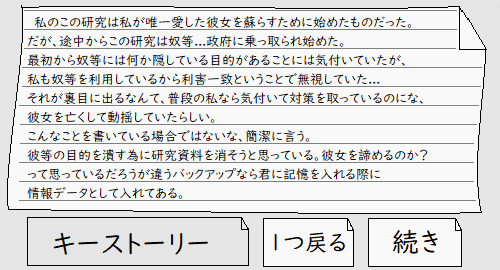 私のこの研究は私が唯一愛した彼女を蘇らすために始めたものだった。
だが、途中からこの研究は奴等…政府に乗っ取られ始めた。
最初から奴等には何か隠している目的があることには気付いていたが、
私も奴等を利用しているから利害一致ということで無視していた…
それが裏目に出るなんて、普段の私なら気付いて対策を取っているのにな、
彼女を亡くして動揺していたらしい。
こんなことを書いている場合ではないな、簡潔に言う。
彼等の目的を潰す為に研究資料を消そうと思っている。彼女を諦めるのか?
って思っているだろうが違うバックアップなら君に記憶を入れる際に
情報データとして入れてある。
キーストーリー
1つ戻る
続き